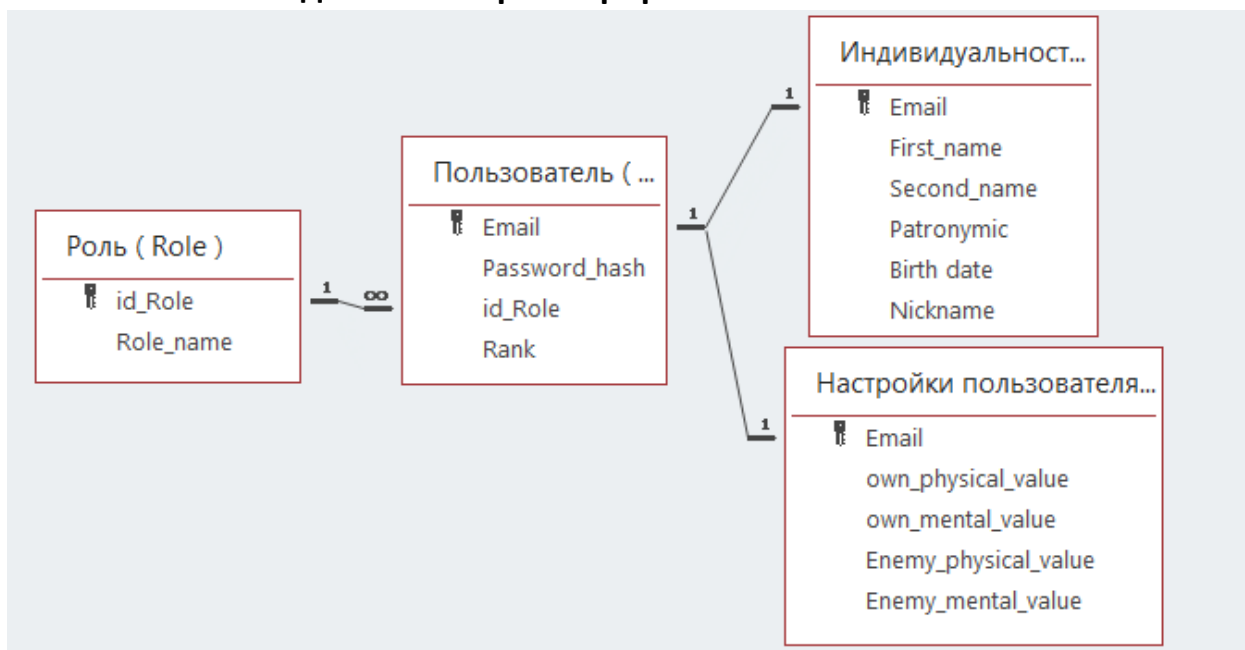 Роль ( Role )
id_Role
Role_name
1
∞
Пользователь ( ...
Email
Password_hash
id_Role
Rank
1
1
Индивидуальност...
Email
First_name
Second_name
Patronymic
Birth date
Nickname
1
Настройки пользователя...
Email
own_physical_value
own_mental_value
Enemy_physical_value
Enemy_mental_value